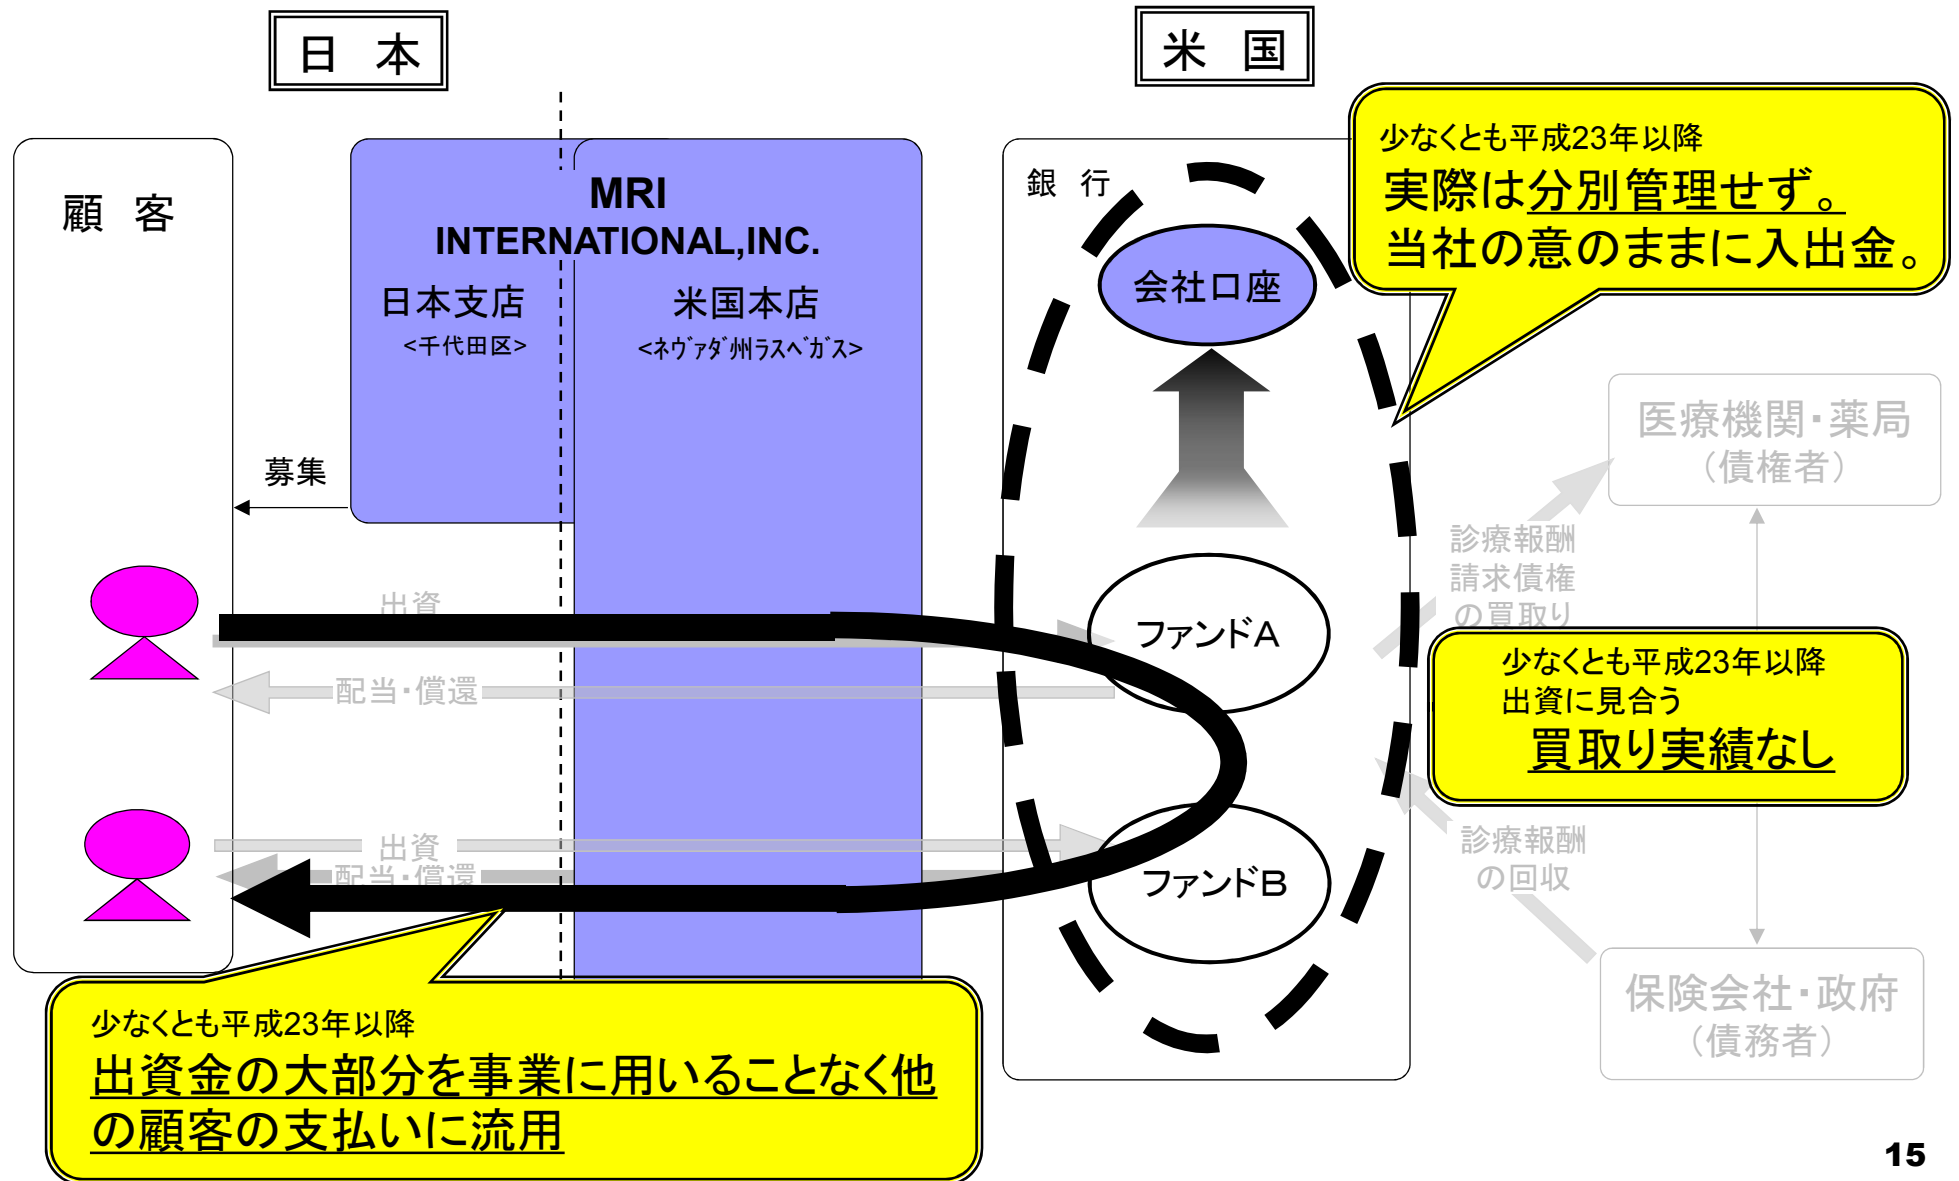 日 本
米 国
顧 客
MRI
INTERNATIONAL,INC.
日本支店
<千代田区>
米国本店
<ﾈｳﾞｧﾀﾞ州ﾗｽﾍﾞｶﾞｽ>
募集
銀 行
会社口座
少なくとも平成23年以降
実際は分別管理せず。
当社の意のままに入出金。
医療機関・薬局
（債権者）
診療報酬
請求債権
の買取り
出資
配当・償還
ファンドA
少なくとも平成23年以降
出資に見合う
買取り実績なし
出資
配当・償還
ファンドB
診療報酬
の回収
保険会社・政府
（債務者）
少なくとも平成23年以降
出資金の大部分を事業に用いることなく他
の顧客の支払いに流用
15